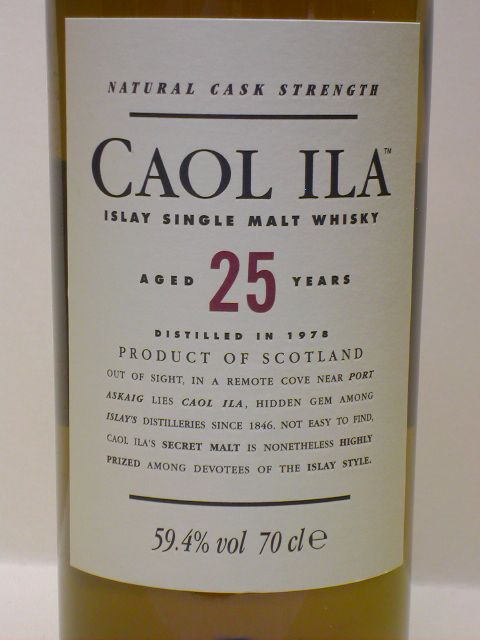 NATURAL CASK STRENGTH
CAOL ILA™
ISLAY SINGLE MALT WHISKY
AGED 25 YEARS
DISTILLED IN 1978
PRODUCT OF SCOTLAND
OUT OF SIGHT, IN A REMOTE COVE NEAR PORT
ASKAIG LIES CAOL ILA, HIDDEN GEM AMONG
ISLAY'S DISTILLERIES SINCE 1846. NOT EASY TO FIND,
CAOL ILA'S SECRET MALT IS NONETHELESS HIGHLY
PRIZED AMONG DEVOTEES OF THE ISLAY STYLE.
59.4% vol 70 cl e